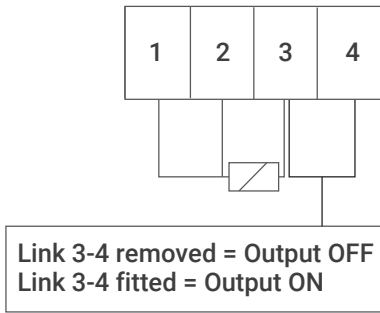 1 2 3 4
Link 3-4 removed = Output OFF
Link 3-4 fitted = Output ON